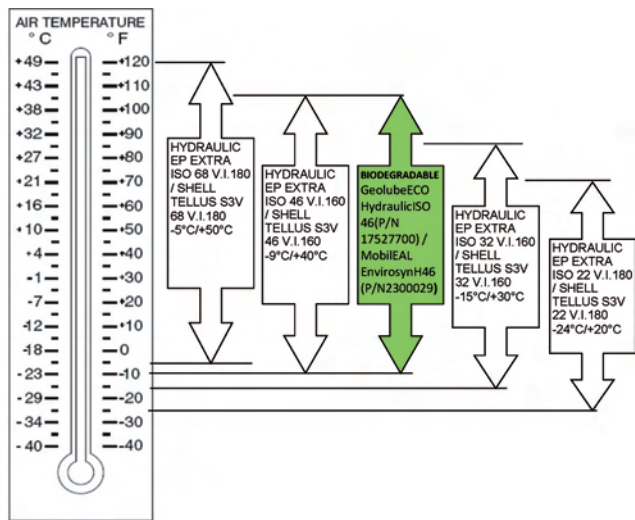 AIR TEMPERATURE
° C ° F
+49 +120
+43 +110
+38 +100
+32 +90
+27 +80
+21 +70
+16 +60
+10 +50
+4 +40
-1 +30
-7 +20
-12 +10
-18 0
-23 -10
-29 -20
-34 -30
-40 -40
HYDRAULIC
EP EXTRA
ISO 68 V.I.180
/ SHELL
TELLUS S3V
68 V.I.180
-5°C/+50°C
HYDRAULIC
EP EXTRA
ISO 46 V.I.160
/ SHELL
TELLUS S3V
46 V.I.160
-9°C/+40°C
BIODEGRADABLE
GeolubeECO
HydraulicISO
46(P/N
17527700) /
MobilEAL
EnvirosynH46
(P/N2300029)
HYDRAULIC
EP EXTRA
ISO 32 V.I.160
/ SHELL
TELLUS S3V
32 V.I.160
-15°C/+30°C
HYDRAULIC
EP EXTRA
ISO 22 V.I.180
/ SHELL
TELLUS S3V
22 V.I.180
-24°C/+20°C